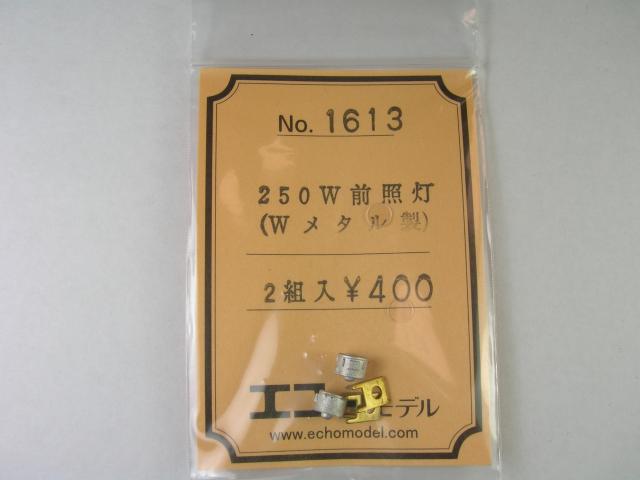 No. 1613
250W前照灯
(Wメタル製)
2組入 ¥400
エコーモデル
www.echomodel.com